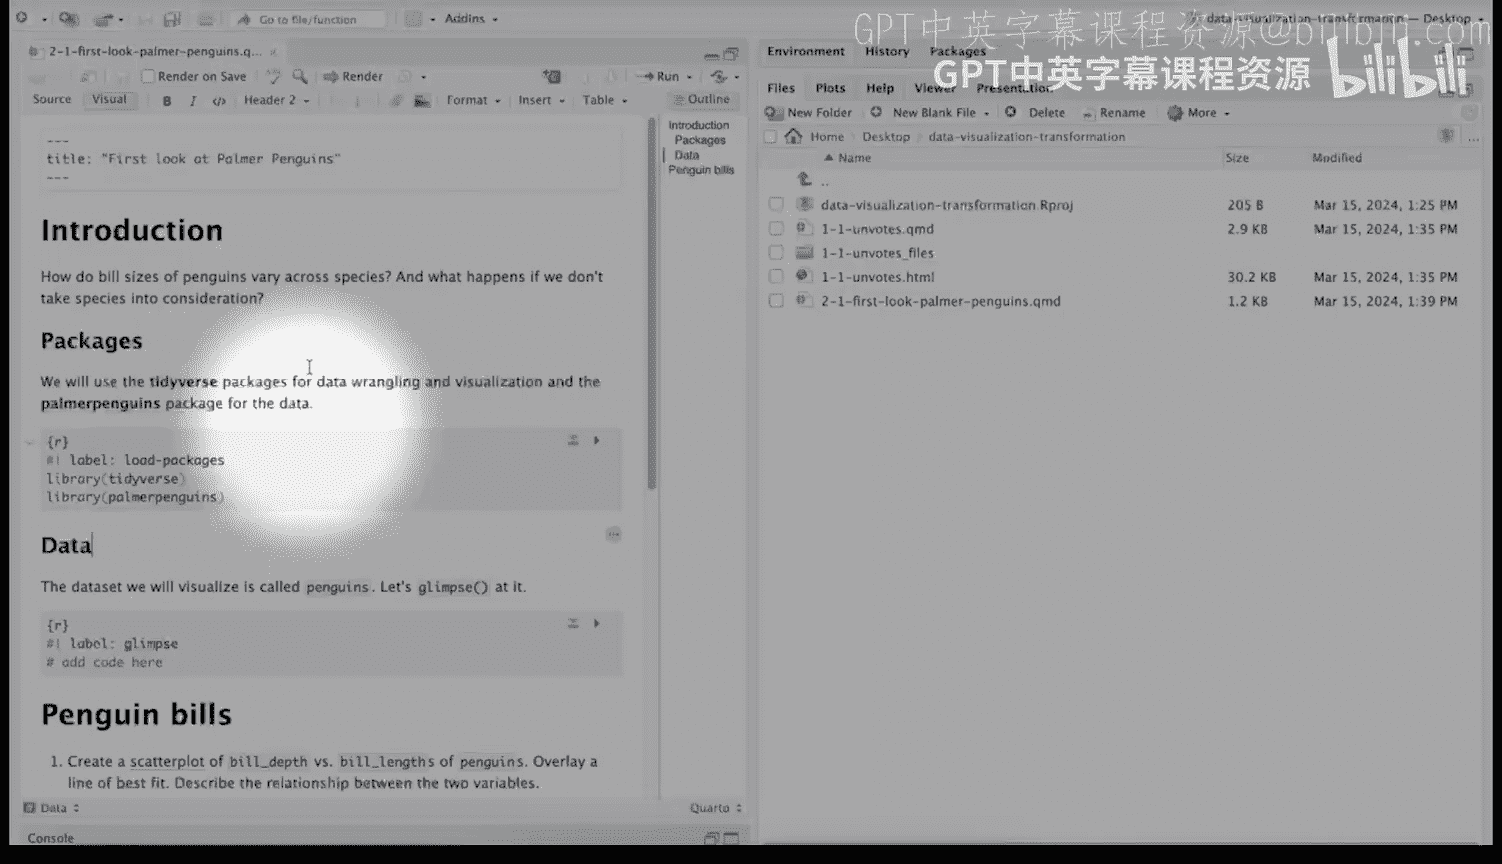 Go to file/function
Addins
data-visualization-transformation — Desktop
GPT中英字幕课程资源@bilibili.com
2-1-first-look-palmer-penguins.q...
Environment
History
Packages
GPT中英字幕课程资源 bilibili
Render on Save
Render
Run
Files
Plots
Help
Viewer
Presentation
Source
Visual
B
I
</>
Header 2
Format
Insert
Table
Outline
New Folder
New Blank File
Delete
Rename
More
Home
Desktop
data-visualization-transformation
Name
Size
Modified
..
data-visualization-transformation Rproj
205 B
Mar 15, 2024, 1:25 PM
1-1-unvotes.qmd
2.9 KB
Mar 15, 2024, 1:35 PM
1-1-unvotes_files
1-1-unvotes.html
30.2 KB
Mar 15, 2024, 1:35 PM
2-1-first-look-palmer-penguins.qmd
1.2 KB
Mar 15, 2024, 1:39 PM
Introduction
Packages
Data
Penguin bills
---
title: "First look at Palmer Penguins"
---
Introduction
How do bill sizes of penguins vary across species? And what happens if we don't
take species into consideration?
Packages
We will use the tidyverse packages for data wrangling and visualization and the
palmerpenguins package for the data.
{r}
#| label: load-packages
library(tidyverse)
library(palmerpenguins)
Data
The dataset we will visualize is called penguins. Let's glimpse() at it.
{r}
#| label: glimpse
# add code here
Penguin bills
1. Create a scatterplot of bill_depth vs. bill_lengths of penguins. Overlay a
line of best fit. Describe the relationship between the two variables.
Data
Quarto
Console